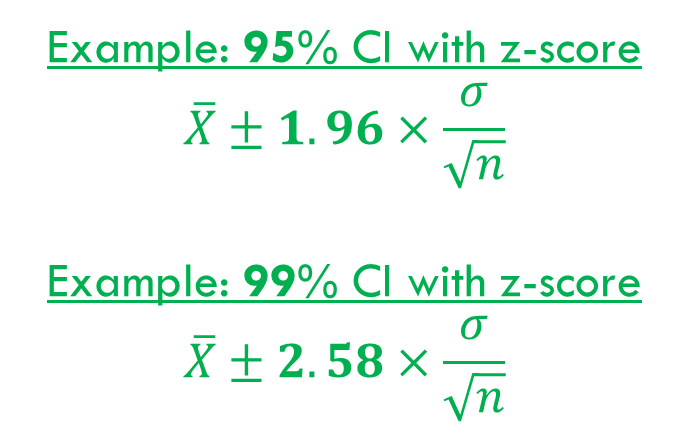 Example: 95% CI with z-score
X̄ ± 1.96 × σ/√n
Example: 99% CI with z-score
X̄ ± 2.58 × σ/√n